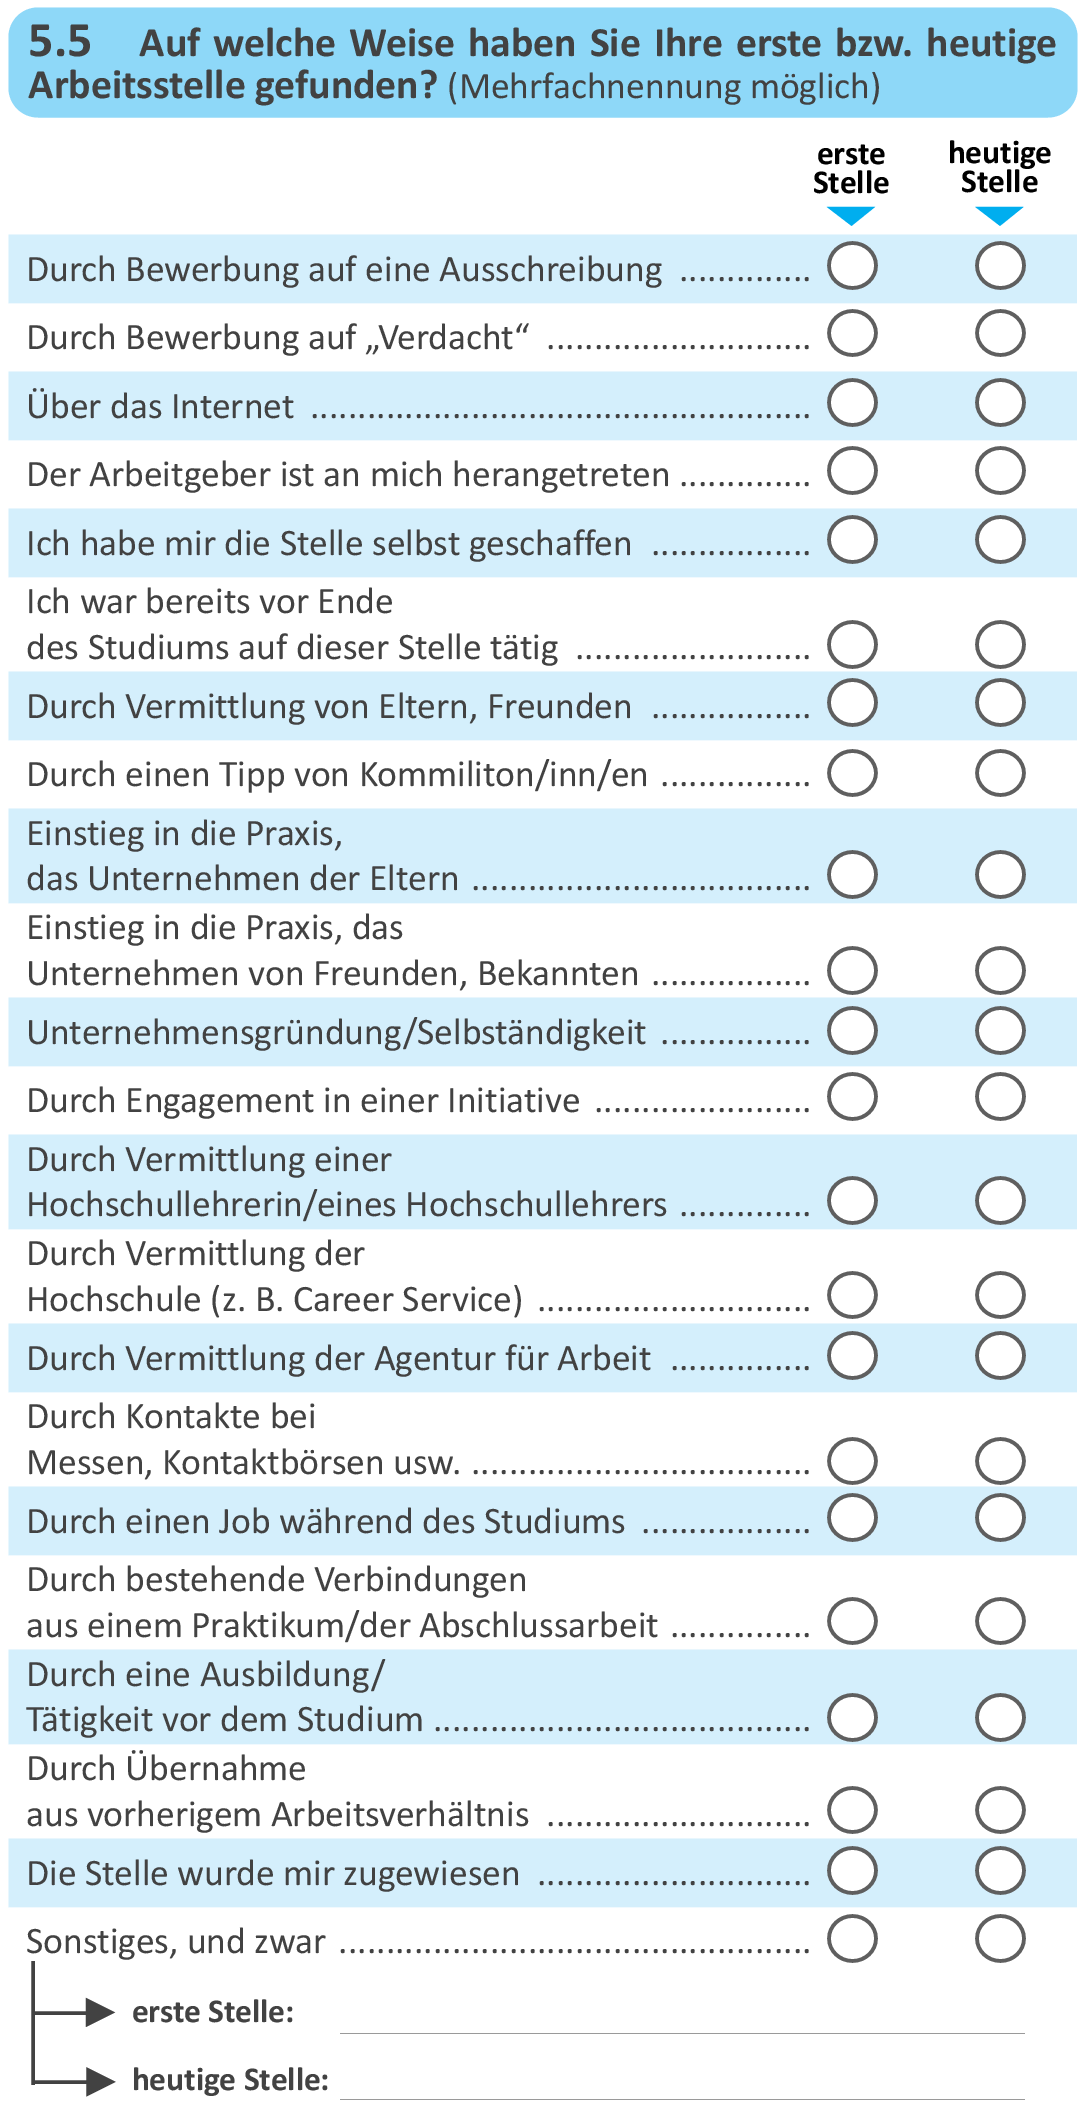 5.5 Auf welche Weise haben Sie Ihre erste bzw. heutige
Arbeitsstelle gefunden? (Mehrfachnennung möglich)
erste heutige
Stelle Stelle
Durch Bewerbung auf eine Ausschreibung ..............
Durch Bewerbung auf „Verdacht“ ............................
Über das Internet .....................................................
Der Arbeitgeber ist an mich herangetreten ..............
Ich habe mir die Stelle selbst geschaffen .................
Ich war bereits vor Ende
des Studiums auf dieser Stelle tätig .........................
Durch Vermittlung von Eltern, Freunden .................
Durch einen Tipp von Kommiliton/inn/en ................
Einstieg in die Praxis,
das Unternehmen der Eltern ....................................
Einstieg in die Praxis, das
Unternehmen von Freunden, Bekannten .................
Unternehmensgründung/Selbständigkeit ................
Durch Engagement in einer Initiative .......................
Durch Vermittlung einer
Hochschullehrerin/eines Hochschullehrers ..............
Durch Vermittlung der
Hochschule (z. B. Career Service) .............................
Durch Vermittlung der Agentur für Arbeit ...............
Durch Kontakte bei
Messen, Kontaktbörsen usw. ....................................
Durch einen Job während des Studiums ..................
Durch bestehende Verbindungen
aus einem Praktikum/der Abschlussarbeit ...............
Durch eine Ausbildung/
Tätigkeit vor dem Studium ........................................
Durch Übernahme
aus vorherigem Arbeitsverhältnis ............................
Die Stelle wurde mir zugewiesen .............................
Sonstiges, und zwar ..................................................
erste Stelle:
heutige Stelle: